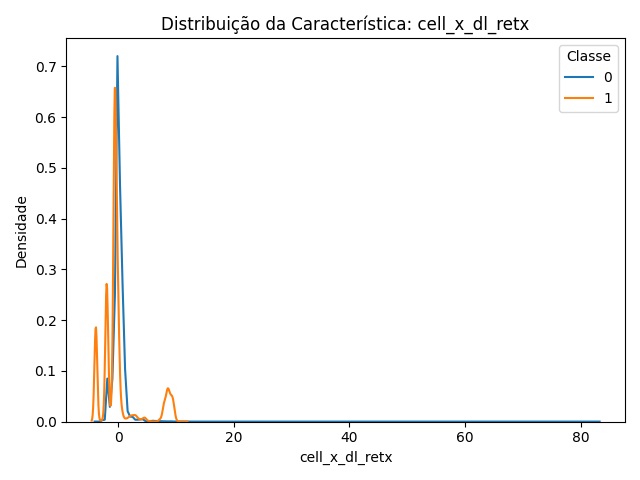 Distribuição da Característica: cell_x_dl_retx
Classe
0
1
Densidade
0.7
0.6
0.5
0.4
0.3
0.2
0.1
0.0
0 20 40 60 80
cell_x_dl_retx